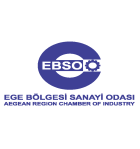 EBSO
EGE BÖLGESİ SANAYİ ODASI
AEGEAN REGION CHAMBER OF INDUSTRY